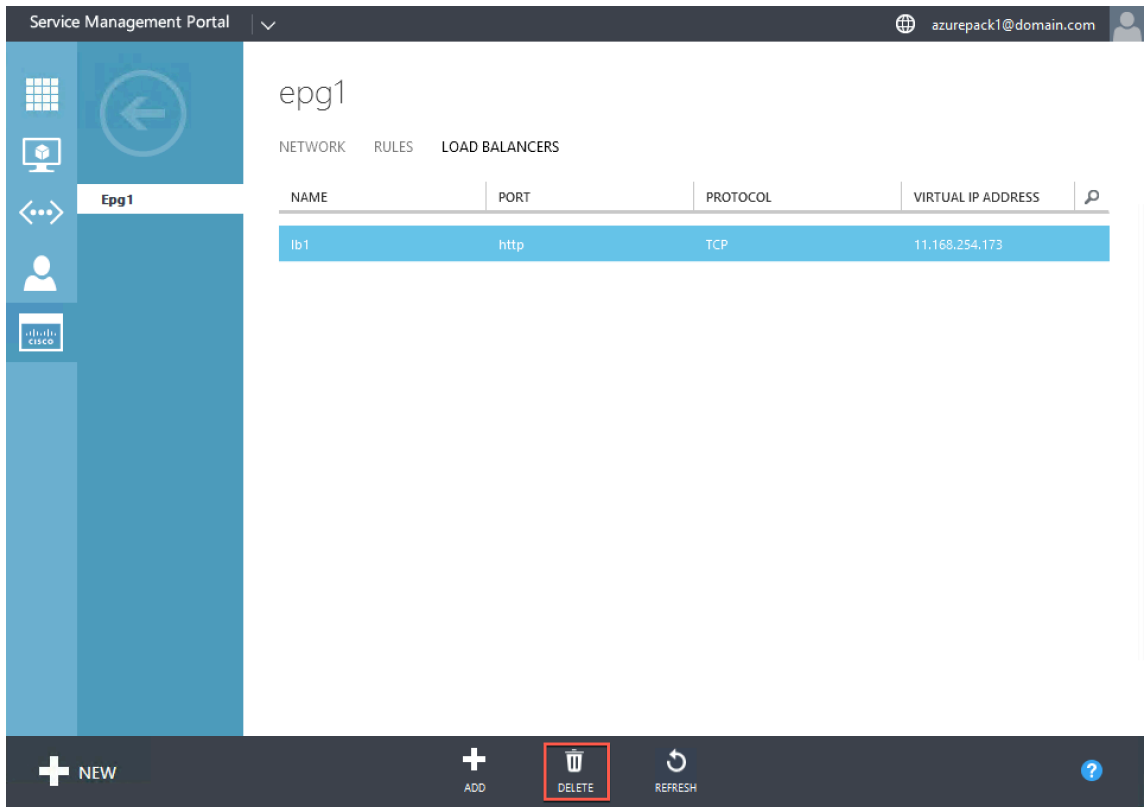 Service Management Portal azurepack1@domain.com
epg1
NETWORK RULES LOAD BALANCERS
Epg1
NAME PORT PROTOCOL VIRTUAL IP ADDRESS
lb1 http TCP 11.168.254.173
CISCO
NEW ADD DELETE REFRESH ?